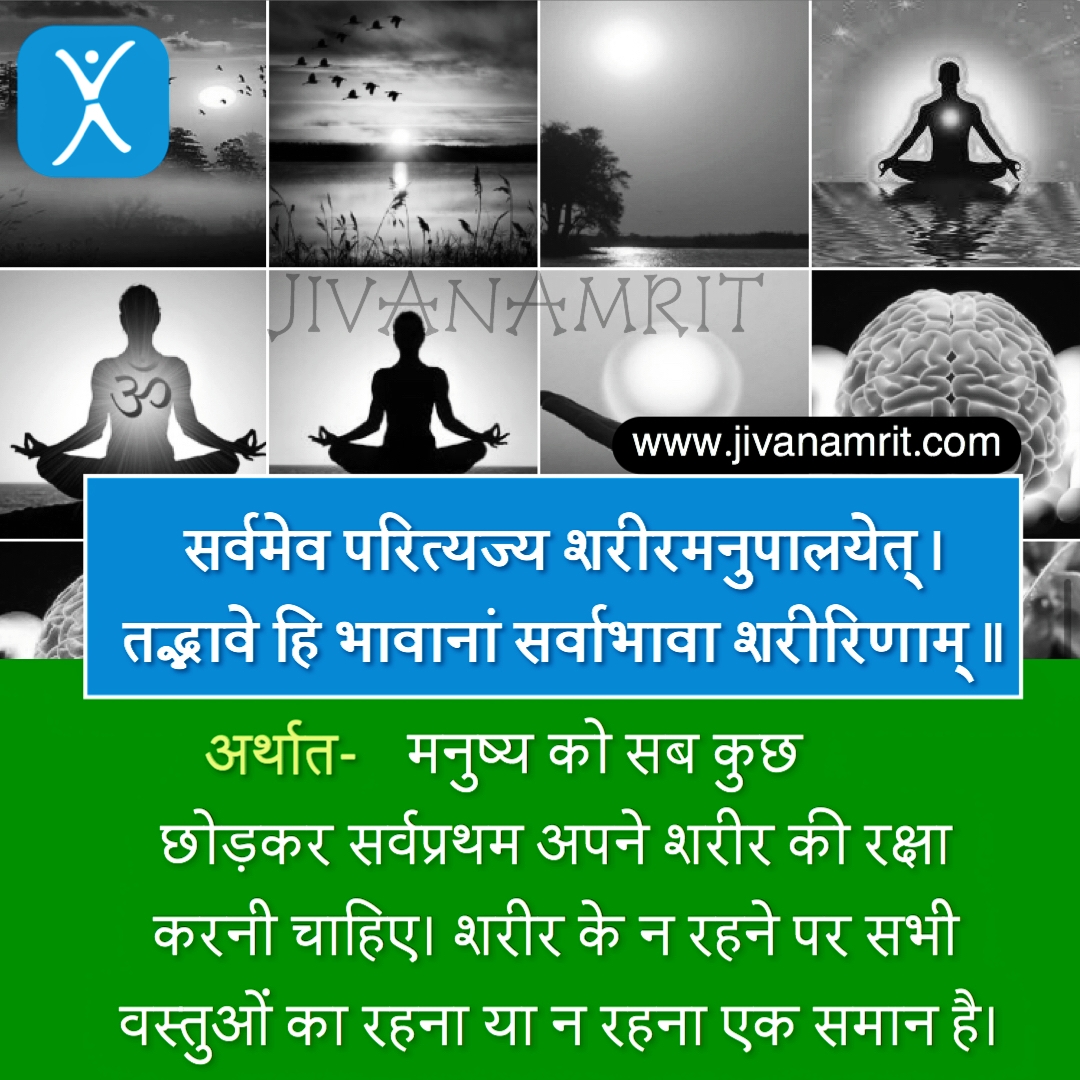 JIVANAMRIT
www.jivanamrit.com
सर्वमेव परित्यज्य शरीरमनुपालयेत् ।
तद्भावे हि भावानां सर्वाभावा शरीरिणाम् ॥
अर्थात- मनुष्य को सब कुछ
छोड़कर सर्वप्रथम अपने शरीर की रक्षा
करनी चाहिए। शरीर के न रहने पर सभी
वस्तुओं का रहना या न रहना एक समान है।
ॐ